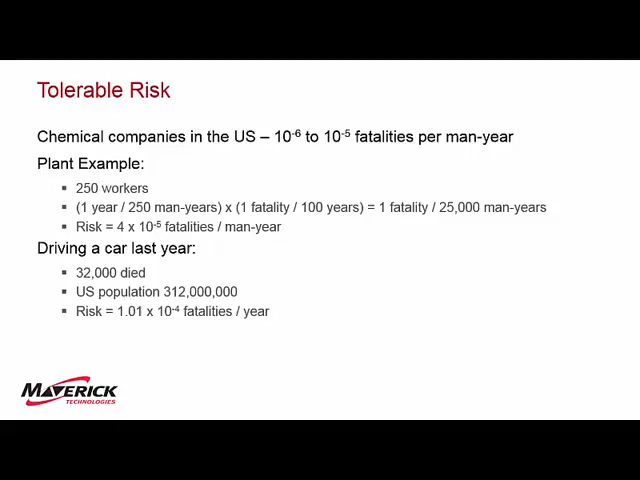 Tolerable Risk
Chemical companies in the US – 10⁻⁶ to 10⁻⁵ fatalities per man-year
Plant Example:
▪ 250 workers
▪ (1 year / 250 man-years) x (1 fatality / 100 years) = 1 fatality / 25,000 man-years
▪ Risk = 4 x 10⁻⁵ fatalities / man-year
Driving a car last year:
▪ 32,000 died
▪ US population 312,000,000
▪ Risk = 1.01 x 10⁻⁴ fatalities / year
MAVERICK
TECHNOLOGIES